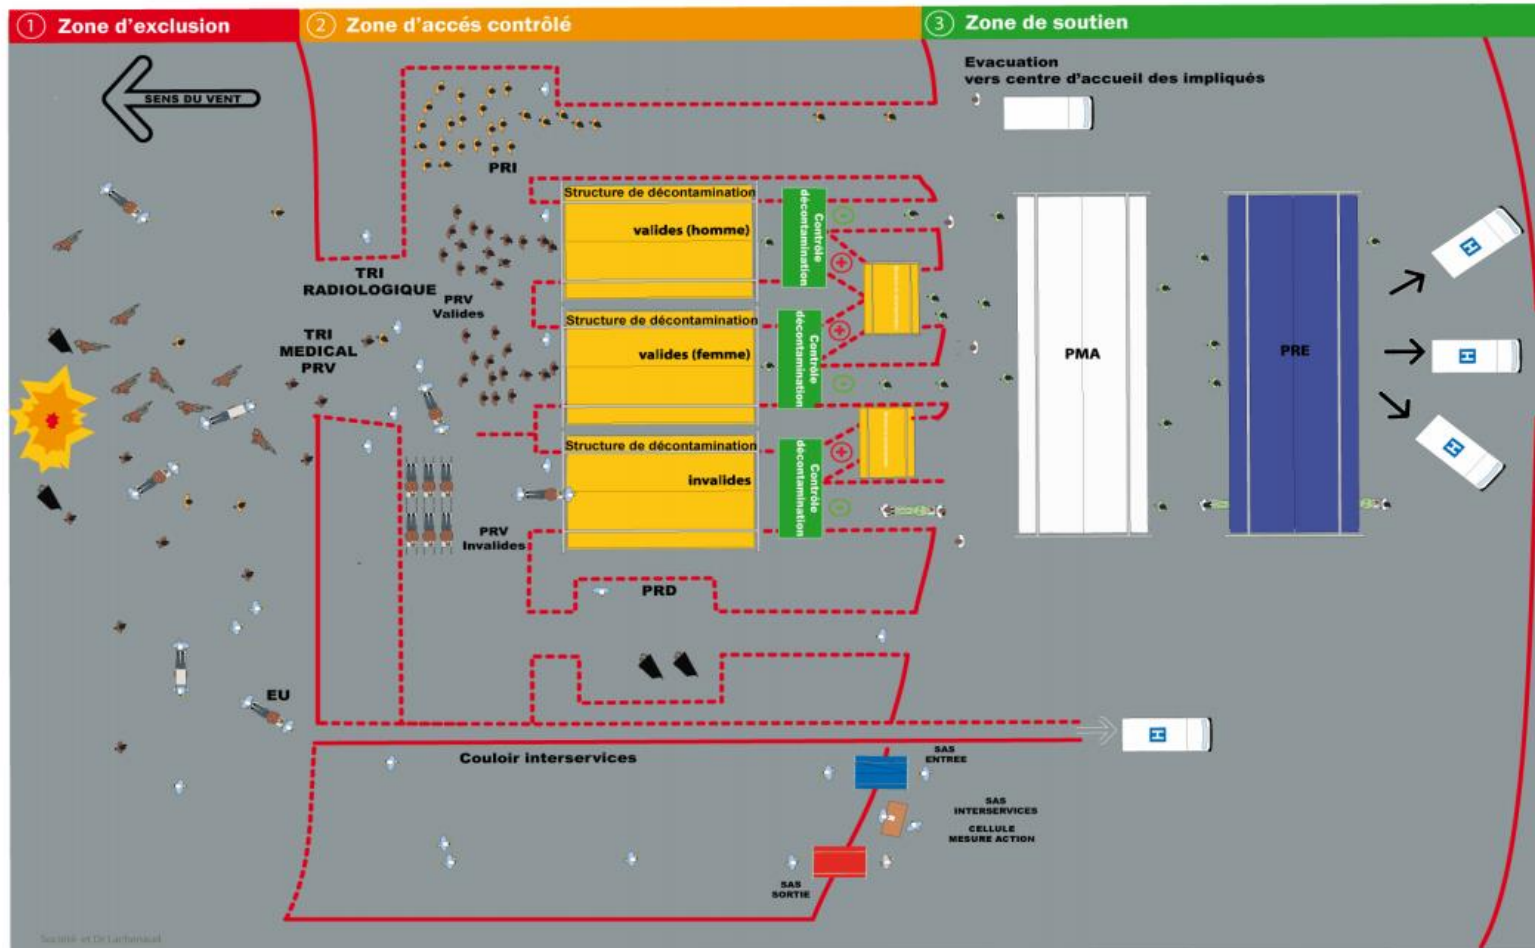 1 Zone d'exclusion
2 Zone d'accés contrôlé
3 Zone de soutien
SENS DU VENT
Evacuation
vers centre d'accueil des impliqués
PRI
TRI
RADIOLOGIQUE
PRV
Valides
TRI
MEDICAL
PRV
Structure de décontamination
valides (homme)
Contrôle
décontamination
Structure de décontamination
valides (femme)
Contrôle
décontamination
Structure de décontamination
invalides
Contrôle
décontamination
PMA
PRE
H
H
H
PRV
Invalides
PRD
EU
H
Couloir interservices
SAS
ENTREE
SAS
INTERSERVICES
CELLULE
MESURE ACTION
SAS
SORTIE